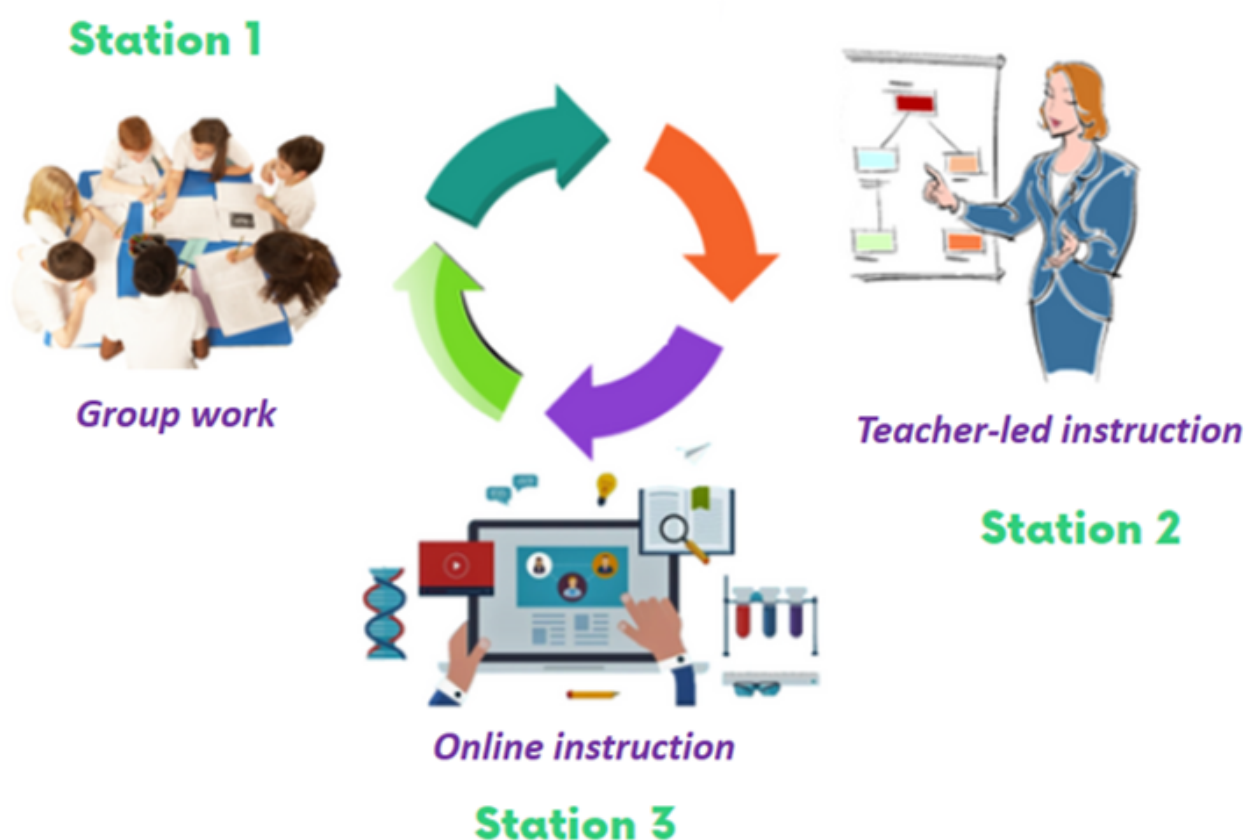 Station 1
Group work
Teacher-led instruction
Station 2
Online instruction
Station 3